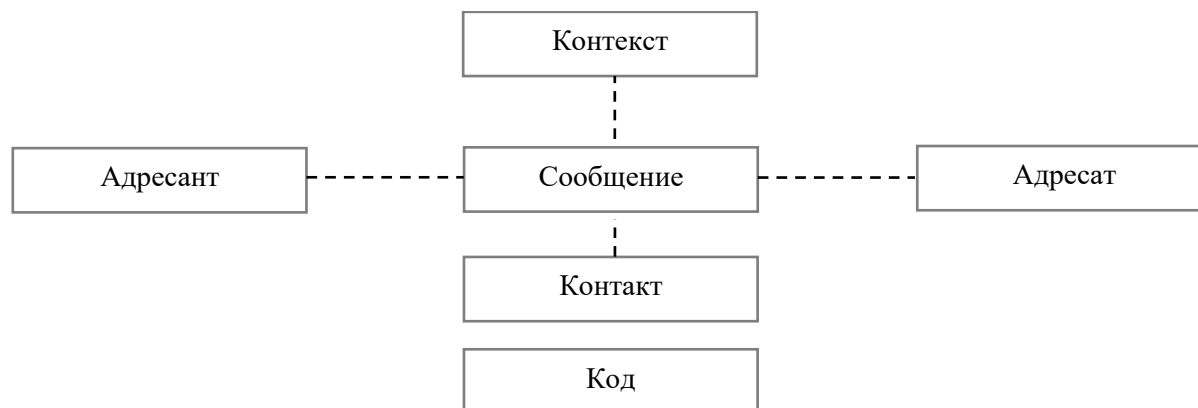 Контекст
Адресант
Сообщение
Адресат
Контакт
Код